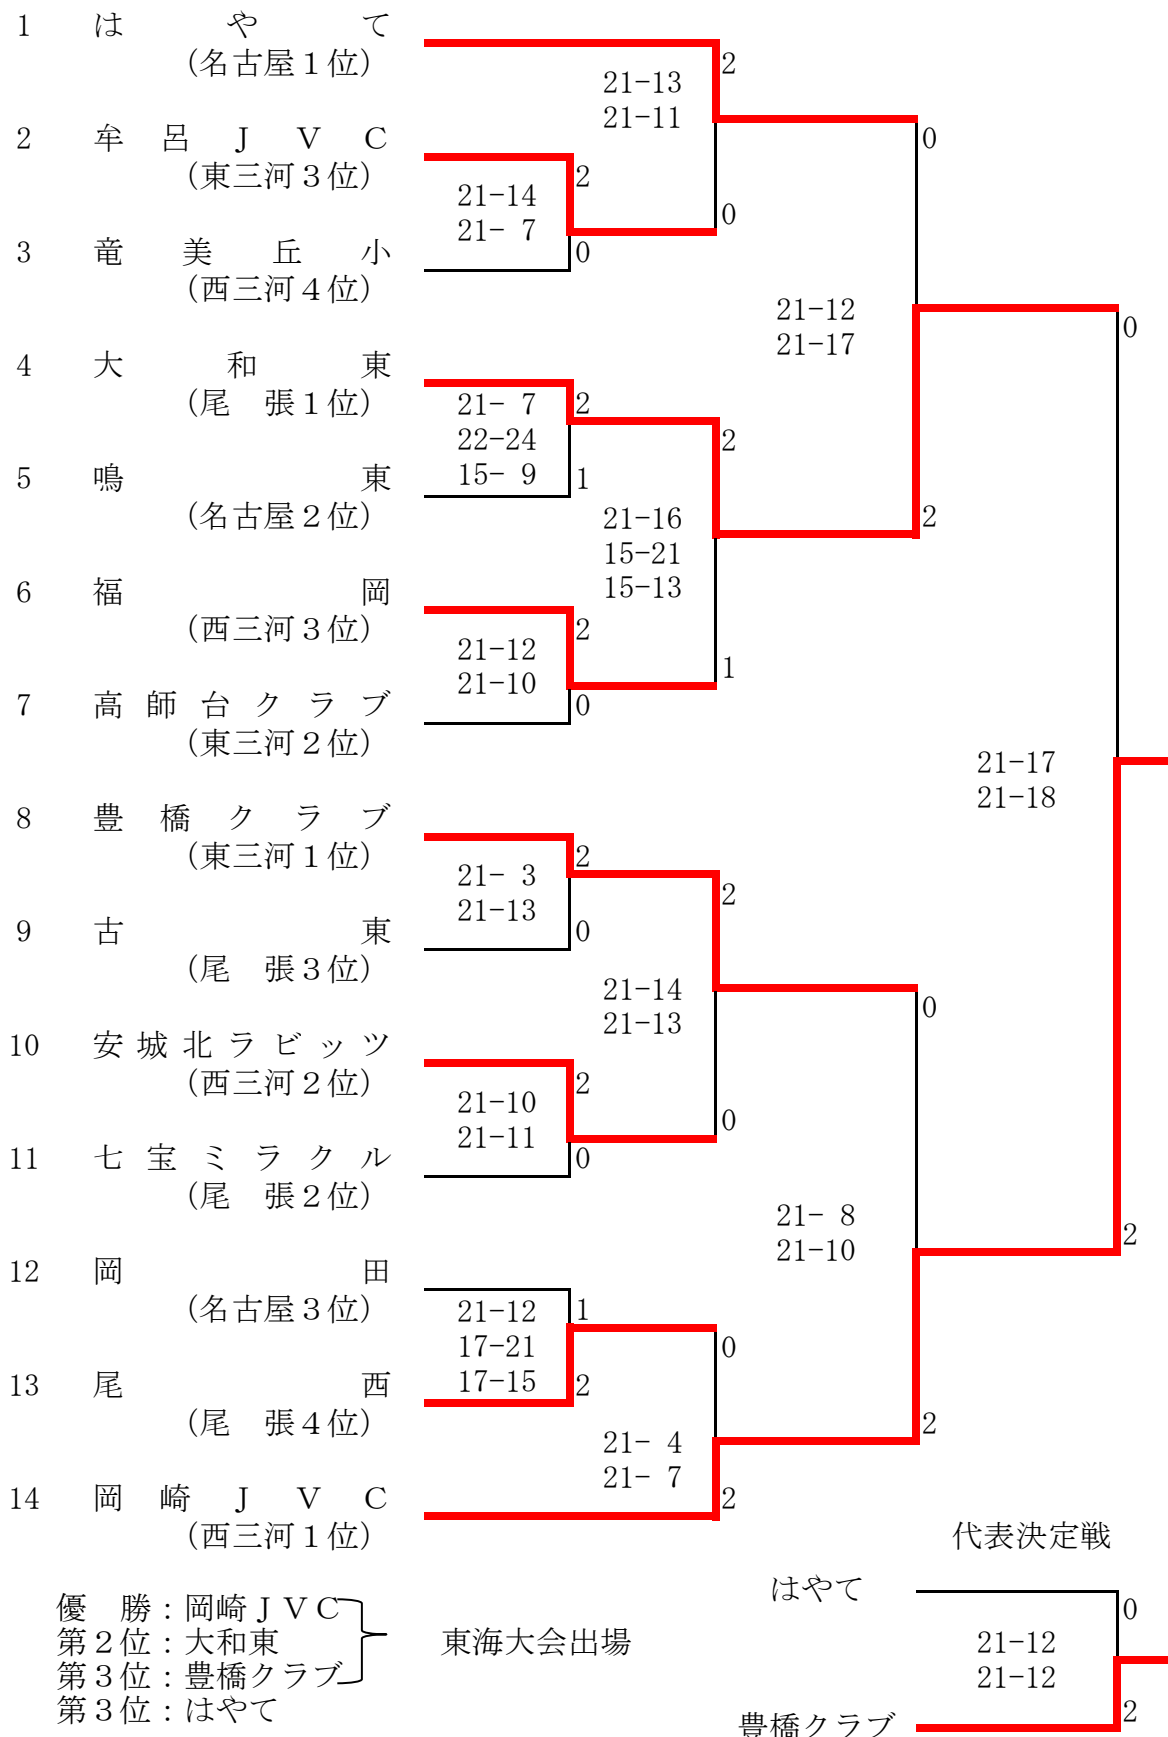 1 はやて
(名古屋１位)
2 牟呂ＪＶＣ
(東三河３位)
3 竜美丘小
(西三河４位)
4 大和東
(尾　張１位)
5 鳴東
(名古屋２位)
6 福岡
(西三河３位)
7 高師台クラブ
(東三河２位)
8 豊橋クラブ
(東三河１位)
9 古東
(尾　張３位)
10 安城北ラビッツ
(西三河２位)
11 七宝ミラクル
(尾　張２位)
12 岡田
(名古屋３位)
13 尾西
(尾　張４位)
14 岡崎ＪＶＣ
(西三河１位)
21-14
21- 7
2
0
21- 7
22-24
15- 9
2
1
21-12
21-10
2
0
21- 3
21-13
2
0
21-10
21-11
2
0
21-12
17-21
17-15
1
2
21-13
21-11
2
0
21-16
15-21
15-13
2
1
21-14
21-13
2
0
21- 4
21- 7
0
2
21-12
21-17
0
2
21- 8
21-10
0
2
21-17
21-18
0
2
代表決定戦
はやて
21-12
21-12
0
2
豊橋クラブ
優　勝：岡崎ＪＶＣ
第２位：大和東
第３位：豊橋クラブ
東海大会出場
第３位：はやて